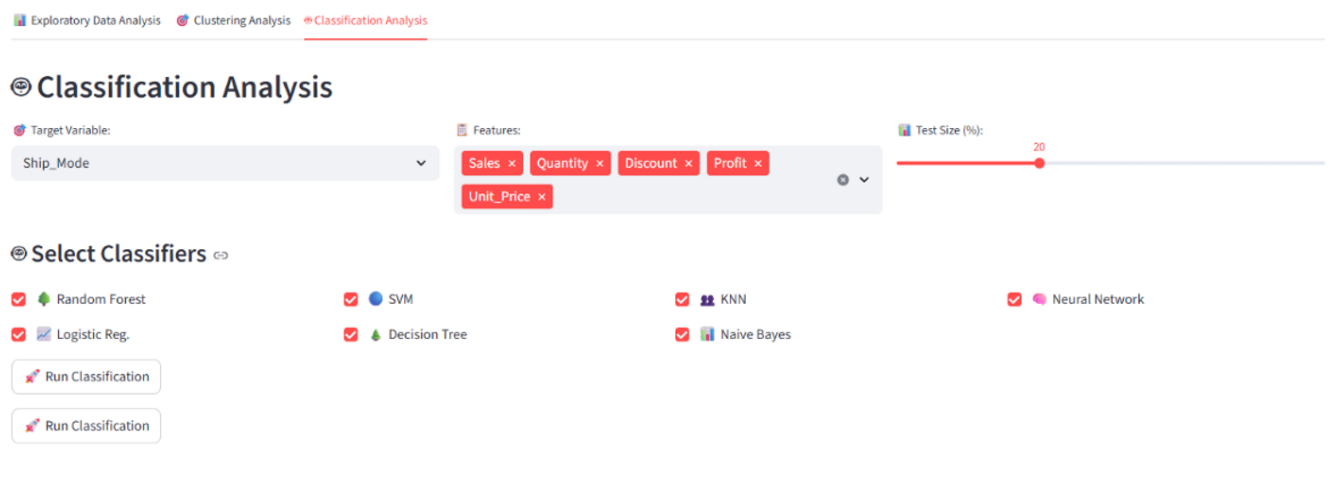 Exploratory Data Analysis Clustering Analysis Classification Analysis
Classification Analysis
Target Variable: Features: Test Size (%):
20
Ship_Mode Sales × Quantity × Discount × Profit ×
Unit_Price ×
Select Classifiers
Random Forest SVM KNN Neural Network
Logistic Reg. Decision Tree Naive Bayes
Run Classification
Run Classification